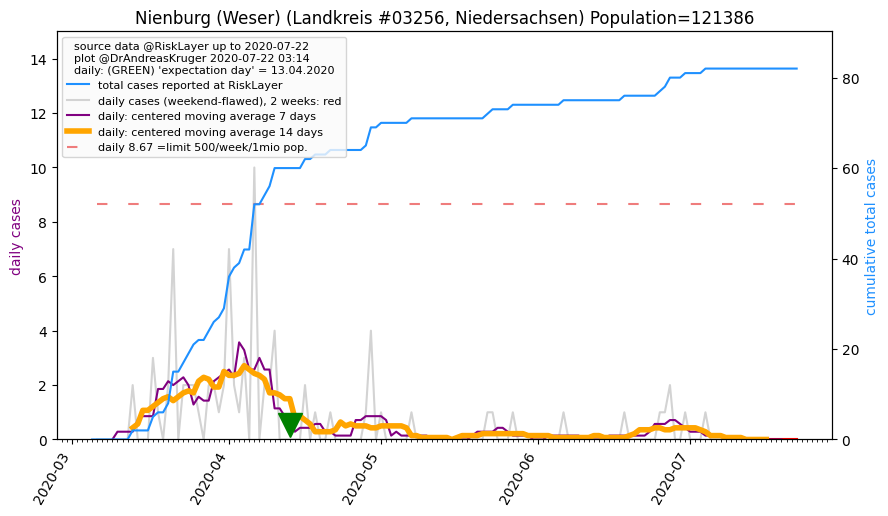 Nienburg (Weser) (Landkreis #03256, Niedersachsen) Population=121386
source data @RiskLayer up to 2020-07-22
plot @DrAndreasKruger 2020-07-22 03:14
daily: (GREEN) 'expectation day' = 13.04.2020
total cases reported at RiskLayer
daily cases (weekend-flawed), 2 weeks: red
daily: centered moving average 7 days
daily: centered moving average 14 days
daily 8.67 =limit 500/week/1mio pop.
daily cases
14
12
10
8
6
4
2
0
cumulative total cases
80
60
40
20
0
2020-03
2020-04
2020-05
2020-06
2020-07